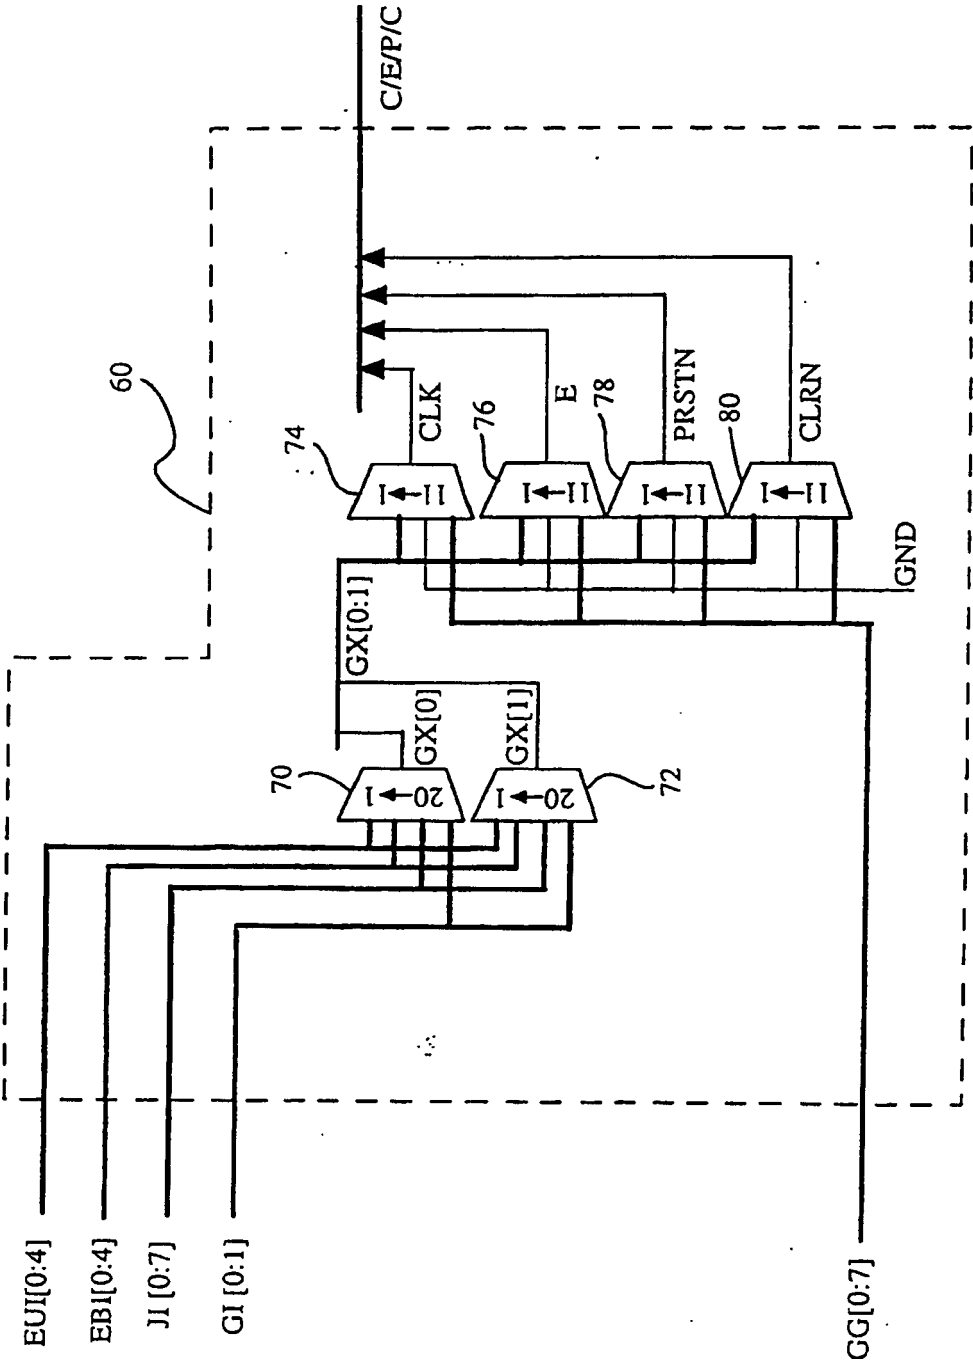 EUI[0:4]
EBI[0:4]
JI [0:7]
GI [0:1]
GG[0:7]
70
20→1
GX[0]
72
20→1
GX[1]
GX[0:1]
GND
60
74
11→1
CLK
76
11→1
E
78
11→1
PRSTN
80
11→1
CLRN
C/E/P/C